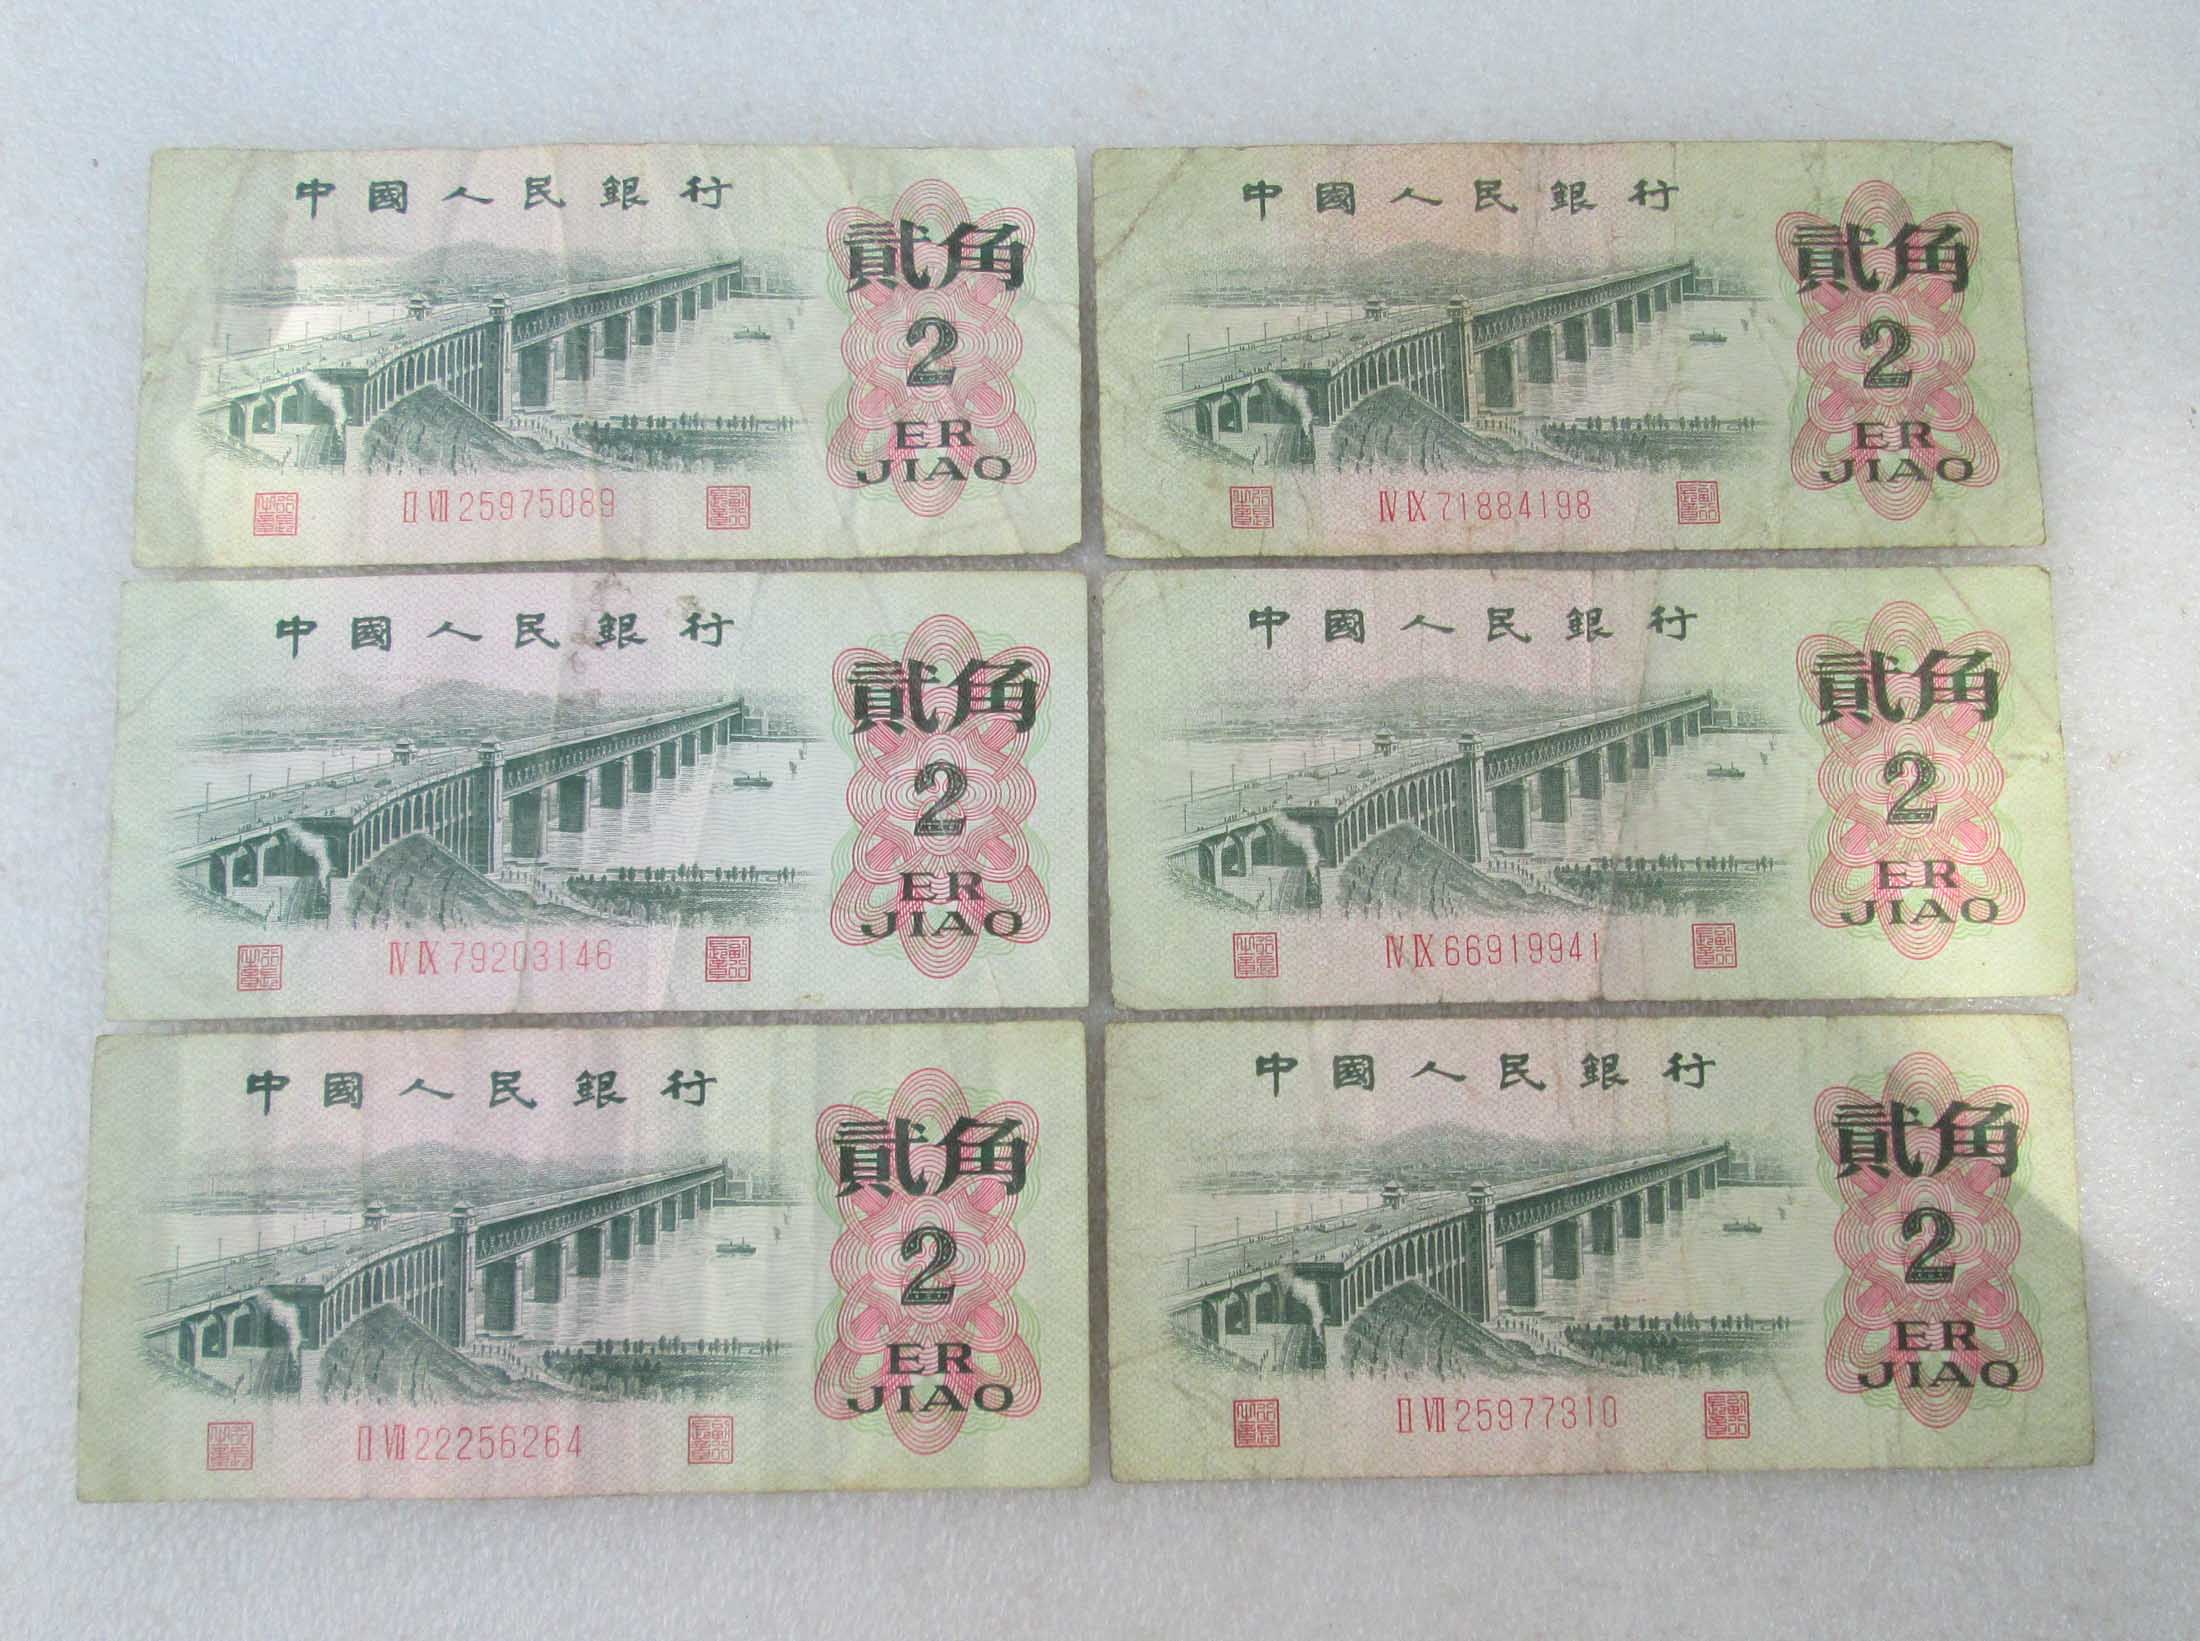 中國人民銀行
貳角
2
ER
JIAO
II VII 25975089
中國人民銀行
貳角
2
ER
JIAO
IV IX 71884198
中國人民銀行
貳角
2
ER
JIAO
IV IX 79203146
中國人民銀行
貳角
2
ER
JIAO
IV IX 66919941
中國人民銀行
貳角
2
ER
JIAO
II VII 22256264
中國人民銀行
貳角
2
ER
JIAO
II VII 25977310